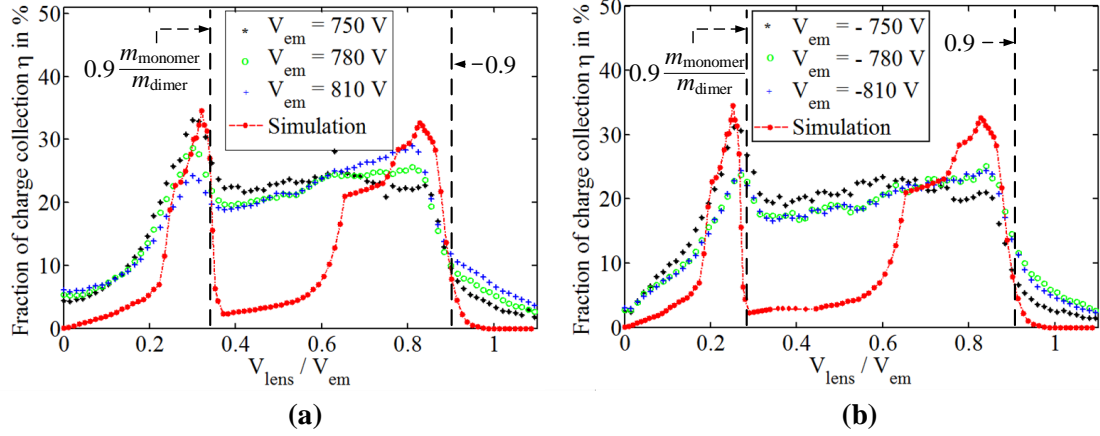 Fraction of charge collection η in %
50
40
30
20
10
0
0
0.2
0.4
0.6
0.8
1
V_lens / V_em
V_em = 750 V
V_em = 780 V
V_em = 810 V
Simulation
0.9 m_monomer / m_dimer
0.9
(a)
Fraction of charge collection η in %
50
40
30
20
10
0
0
0.2
0.4
0.6
0.8
1
V_lens / V_em
V_em = - 750 V
V_em = - 780 V
V_em = -810 V
Simulation
0.9 m_monomer / m_dimer
0.9
(b)